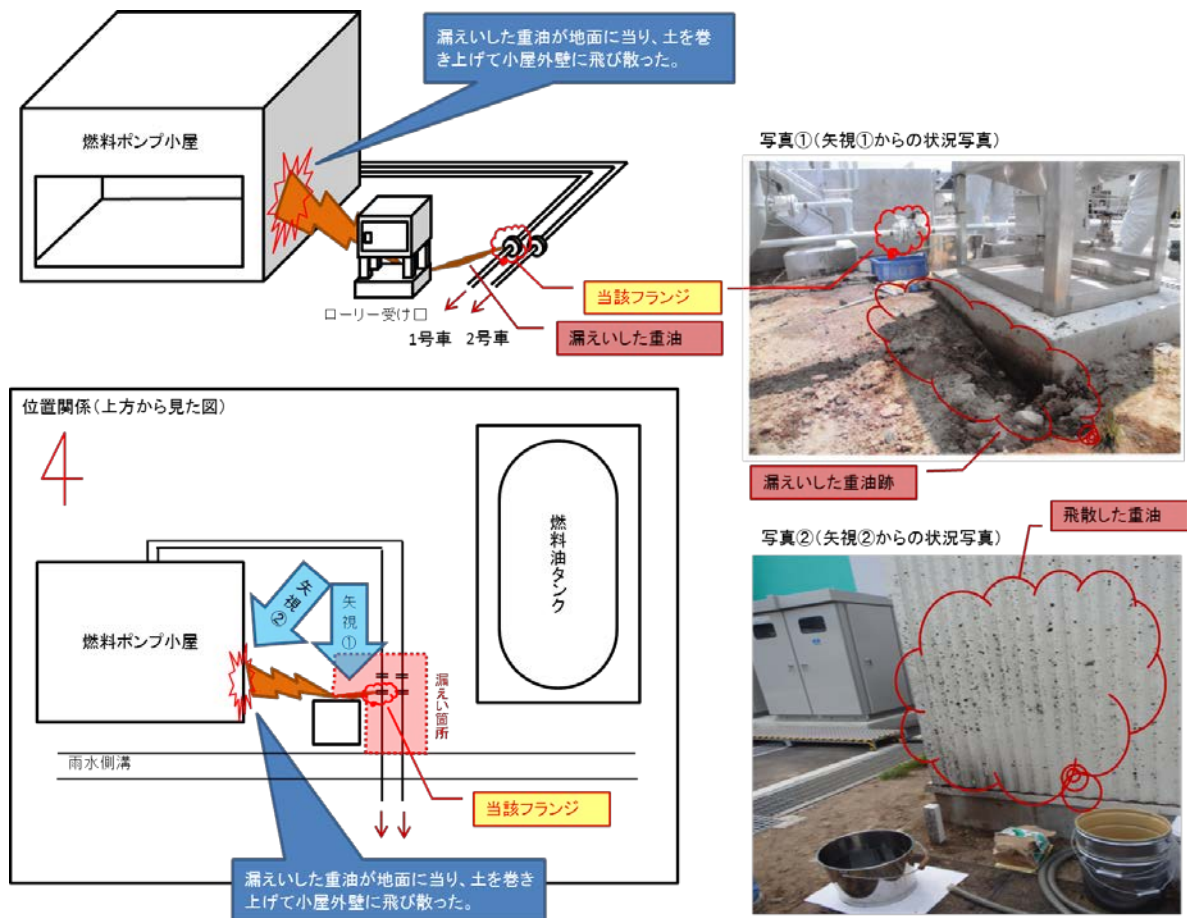 漏えいした重油が地面に当り、土を巻
き上げて小屋外壁に飛び散った。
燃料ポンプ小屋
ローリー受け口
1号車 2号車
当該フランジ
漏えいした重油
写真①(矢視①からの状況写真)
漏えいした重油跡
位置関係(上方から見た図)
燃料ポンプ小屋
矢視②
矢視①
漏えい箇所
燃料油タンク
雨水側溝
当該フランジ
漏えいした重油が地面に当り、土を巻き
上げて小屋外壁に飛び散った。
飛散した重油
写真②(矢視②からの状況写真)